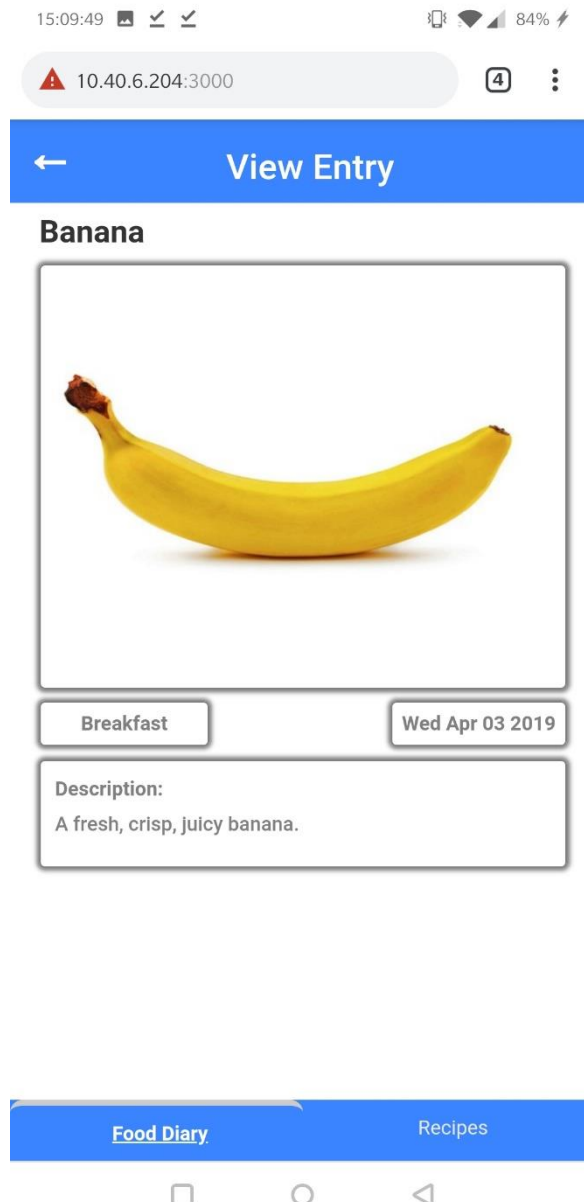 15:09:49 84%
10.40.6.204:3000 4
View Entry
Banana
Breakfast Wed Apr 03 2019
Description:
A fresh, crisp, juicy banana.
Food Diary Recipes